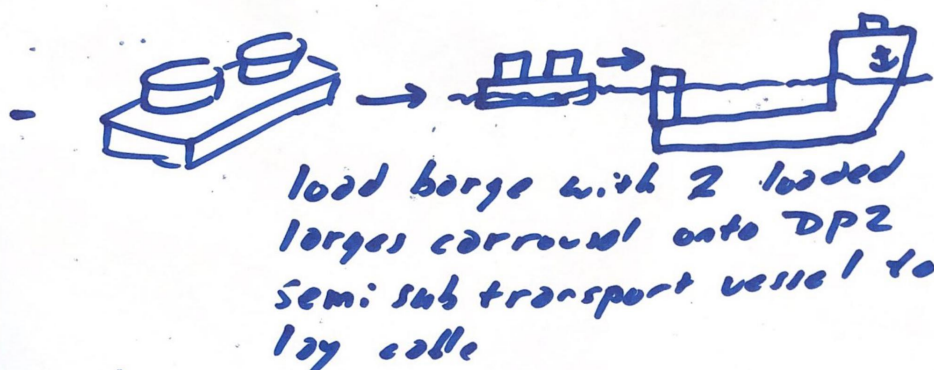 load barge with 2 loaded
larges carrousel onto DP2
semi sub transport vessel to
lay cable